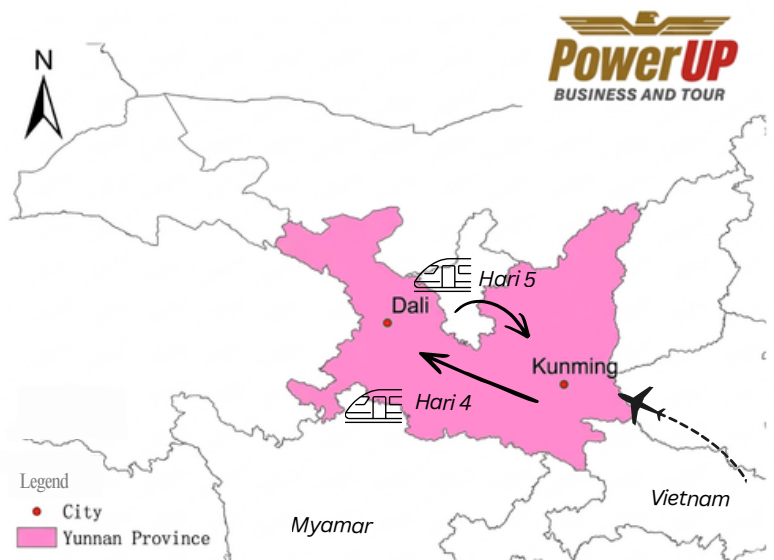 N
PowerUP
BUSINESS AND TOUR
Hari 5
Dali
Kunming
Hari 4
Legend
City
Yunnan Province
Myamar
Vietnam